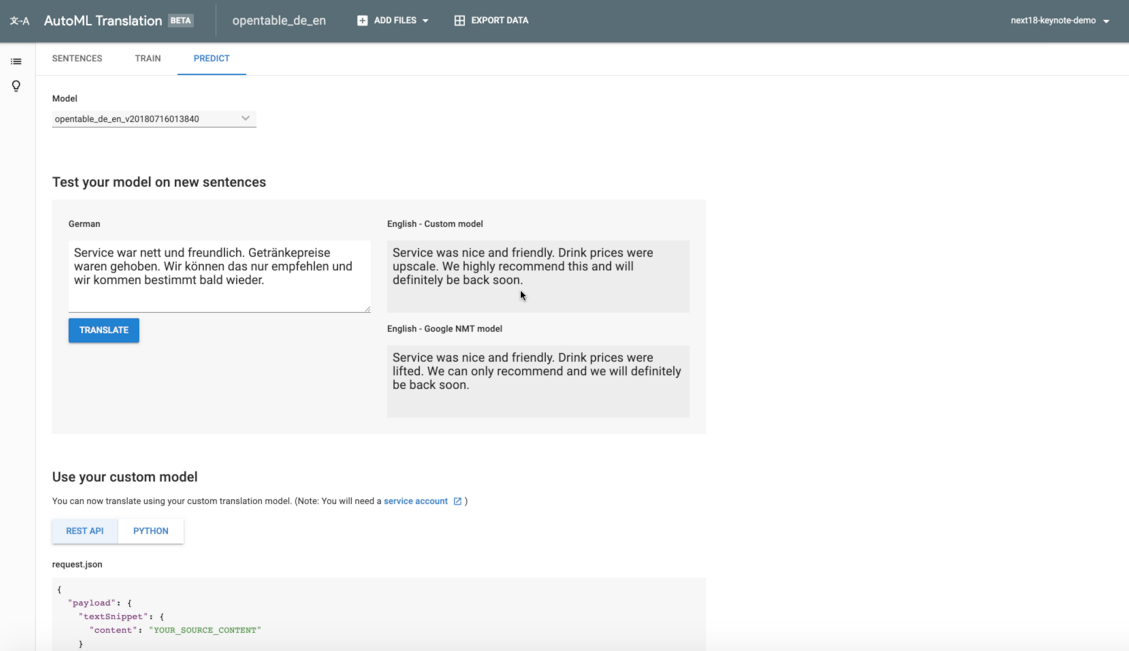 AutoML Translation BETA
opentable_de_en
ADD FILES
EXPORT DATA
next18-keynote-demo
SENTENCES
TRAIN
PREDICT
Model
opentable_de_en_v20180716013840
Test your model on new sentences
German
Service war nett und freundlich. Getränkepreise
waren gehoben. Wir können das nur empfehlen und
wir kommen bestimmt bald wieder.
TRANSLATE
English - Custom model
Service was nice and friendly. Drink prices were
upscale. We highly recommend this and will
definitely be back soon.
English - Google NMT model
Service was nice and friendly. Drink prices were
lifted. We can only recommend and we will definitely
be back soon.
Use your custom model
You can now translate using your custom translation model. (Note: You will need a service account )
REST API
PYTHON
request.json
{
"payload": {
"textSnippet": {
"content": "YOUR_SOURCE_CONTENT"
}